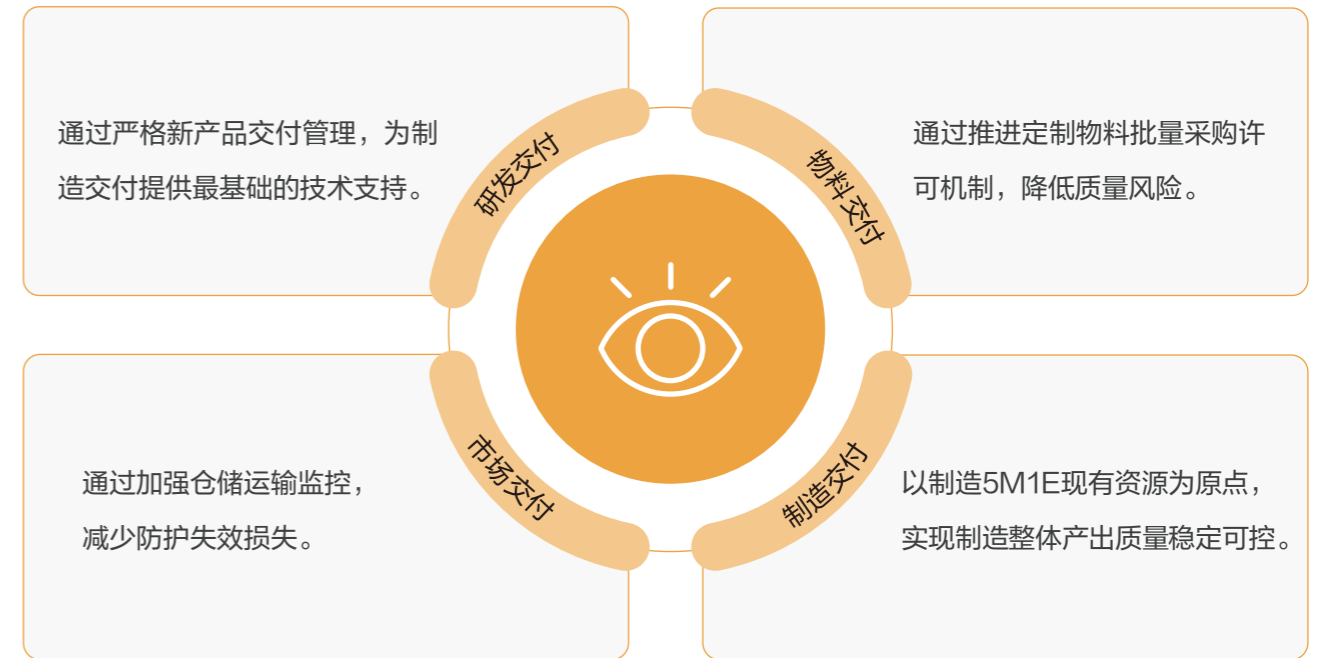 研发交付
通过严格新产品交付管理，为制
造交付提供最基础的技术支持。
物料交付
通过推进定制物料批量采购许
可机制，降低质量风险。
市场交付
通过加强仓储运输监控，
减少防护失效损失。
制造交付
以制造5M1E现有资源为原点，
实现制造整体产出质量稳定可控。